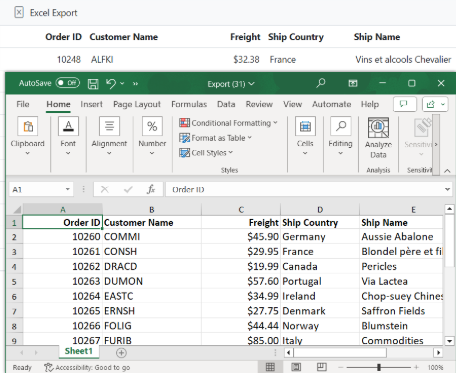 Excel Export
Order ID Customer Name Freight Ship Country Ship Name
10248 ALFKI $32.38 France Vins et alcools Chevalier
AutoSave Off Export (31)
File Home Insert Page Layout Formulas Data Review View Automate Help
Clipboard Font Alignment Number Conditional Formatting Format as Table Cell Styles Cells Editing Analyze Data
Styles Analysis
A1 fx Order ID
A B C D E
1 Order ID Customer Name Freight Ship Country Ship Name
2 10260 COMMI $45.90 Germany Aussie Abalone
3 10261 CONSH $29.95 France Blondel père et fi
4 10262 DRACD $19.99 Canada Pericles
5 10263 DUMON $57.60 Portugal Via Lactea
6 10264 EASTC $34.99 Ireland Chop-suey Chines
7 10265 ERNSH $27.75 Denmark Saffron Fields
8 10266 FOLIG $44.44 Norway Blumstein
9 10267 FURIB $85.00 Italy Commodities
Sheet1
Ready Accessibility: Good to go 100%